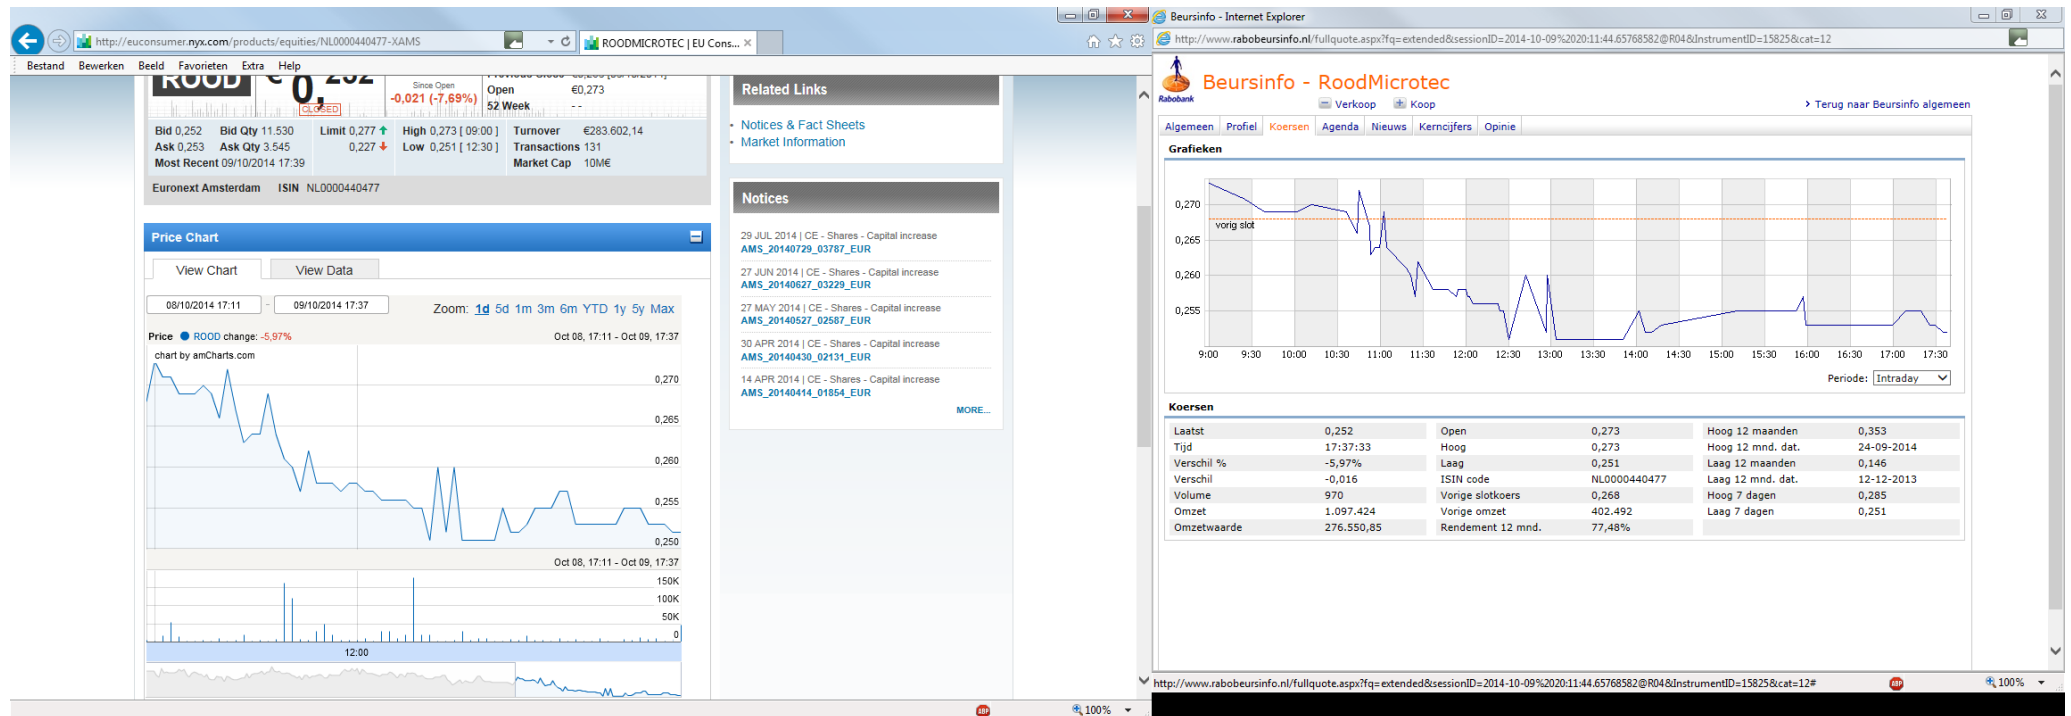 http://euconsumer.nyx.com/products/equities/NL0000440477-XAMS
ROODMICROTEC | EU Cons...
Bestand Bewerken Beeld Favorieten Extra Help
ROOD € 0,252
CLOSED
Since Open
-0,021 (-7,69%)
Open €0,273
52 Week - -
Bid 0,252 Bid Qty 11.530 Limit 0,277 High 0,273 [ 09:00 ] Turnover €283.602,14
Ask 0,253 Ask Qty 3.545 0,227 Low 0,251 [ 12:30 ] Transactions 131
Most Recent 09/10/2014 17:39 Market Cap 10M€
Euronext Amsterdam ISIN NL0000440477
Price Chart
View Chart View Data
08/10/2014 17:11 - 09/10/2014 17:37 Zoom: 1d 5d 1m 3m 6m YTD 1y 5y Max
Price ROOD change: -5,97% Oct 08, 17:11 - Oct 09, 17:37
chart by amCharts.com
0,270
0,265
0,260
0,255
0,250
Oct 08, 17:11 - Oct 09, 17:37
150K
100K
50K
0
12:00
Related Links
Notices & Fact Sheets
Market Information
Notices
29 JUL 2014 | CE - Shares - Capital increase
AMS_20140729_03787_EUR
27 JUN 2014 | CE - Shares - Capital increase
AMS_20140627_03229_EUR
27 MAY 2014 | CE - Shares - Capital increase
AMS_20140527_02587_EUR
30 APR 2014 | CE - Shares - Capital increase
AMS_20140430_02131_EUR
14 APR 2014 | CE - Shares - Capital increase
AMS_20140414_01854_EUR
MORE...
ABP
100%
Beursinfo - Internet Explorer
http://www.rabobeursinfo.nl/fullquote.aspx?fq=extended&sessionID=2014-10-09%2020:11:44.65768582@R04&InstrumentID=15825&cat=12
Rabobank
Beursinfo - RoodMicrotec
Verkoop Koop
Terug naar Beursinfo algemeen
Algemeen Profiel Koersen Agenda Nieuws Kerncijfers Opinie
Grafieken
0,270
vorig slot
0,265
0,260
0,255
9:00 9:30 10:00 10:30 11:00 11:30 12:00 12:30 13:00 13:30 14:00 14:30 15:00 15:30 16:00 16:30 17:00 17:30
Periode: Intraday
Koersen
Laatst 0,252 Open 0,273 Hoog 12 maanden 0,353
Tijd 17:37:33 Hoog 0,273 Hoog 12 mnd. dat. 24-09-2014
Verschil % -5,97% Laag 0,251 Laag 12 maanden 0,146
Verschil -0,016 ISIN code NL0000440477 Laag 12 mnd. dat. 12-12-2013
Volume 970 Vorige slotkoers 0,268 Hoog 7 dagen 0,285
Omzet 1.097.424 Vorige omzet 402.492 Laag 7 dagen 0,251
Omzetwaarde 276.550,85 Rendement 12 mnd. 77,48%
http://www.rabobeursinfo.nl/fullquote.aspx?fq=extended&sessionID=2014-10-09%2020:11:44.65768582@R04&InstrumentID=15825&cat=12#
ABP
100%